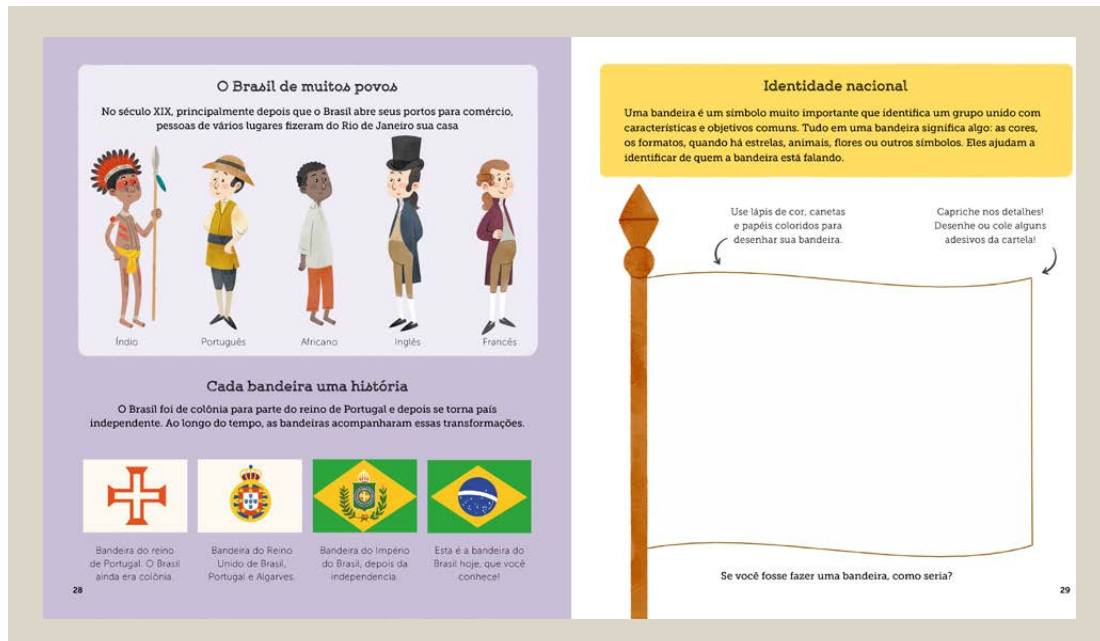 O Brasil de muitos povos
No século XIX, principalmente depois que o Brasil abre seus portos para comércio,
pessoas de vários lugares fizeram do Rio de Janeiro sua casa
Índio
Português
Africano
Inglês
Francês
Cada bandeira uma história
O Brasil foi de colônia para parte do reino de Portugal e depois se torna país
independente. Ao longo do tempo, as bandeiras acompanharam essas transformações.
Bandeira do reino
de Portugal. O Brasil
ainda era colônia.
Bandeira do Reino
Unido de Brasil,
Portugal e Algarves.
Bandeira do Império
do Brasil, depois da
independencia.
Esta é a bandeira do
Brasil hoje, que você
conhece!
28
Identidade nacional
Uma bandeira é um símbolo muito importante que identifica um grupo unido com
características e objetivos comuns. Tudo em uma bandeira significa algo: as cores,
os formatos, quando há estrelas, animais, flores ou outros símbolos. Eles ajudam a
identificar de quem a bandeira está falando.
Use lápis de cor, canetas
e papéis coloridos para
desenhar sua bandeira.
Capriche nos detalhes!
Desenhe ou cole alguns
adesivos da cartela!
Se você fosse fazer uma bandeira, como seria?
29